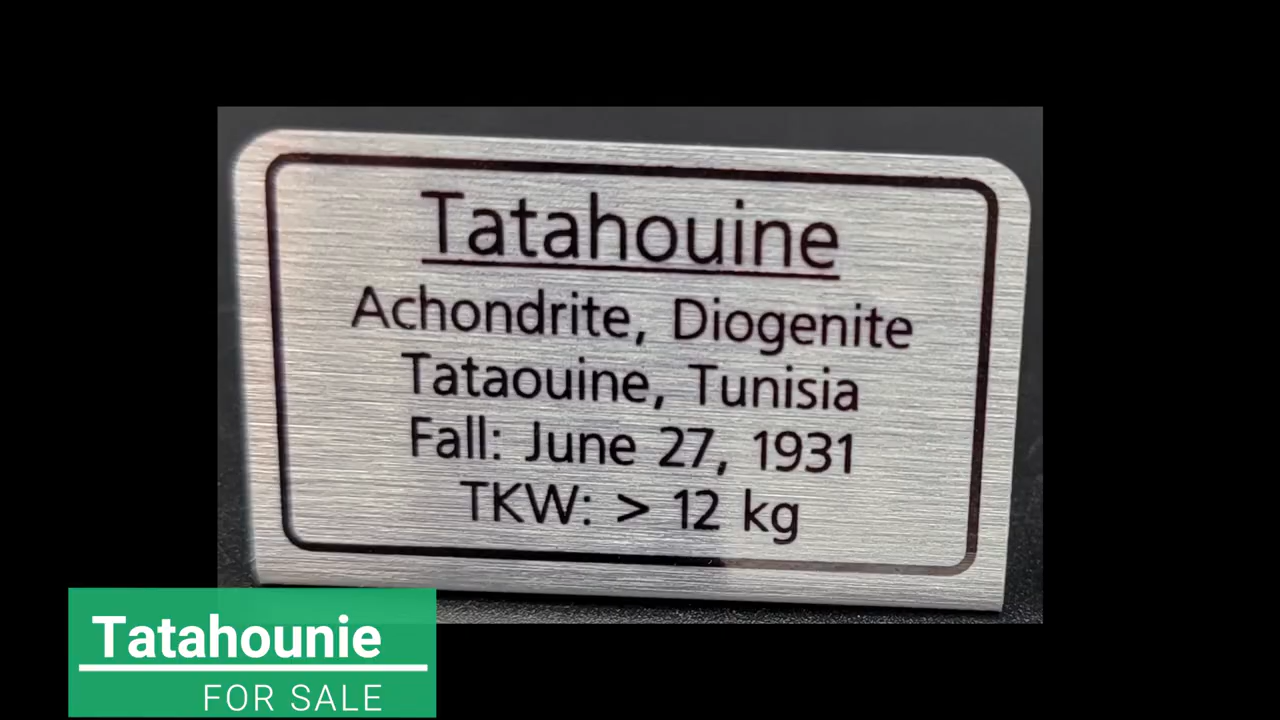 Tatahouine
Achondrite, Diogenite
Tataouine, Tunisia
Fall: June 27, 1931
TKW: > 12 kg
Tatahounie
FOR SALE